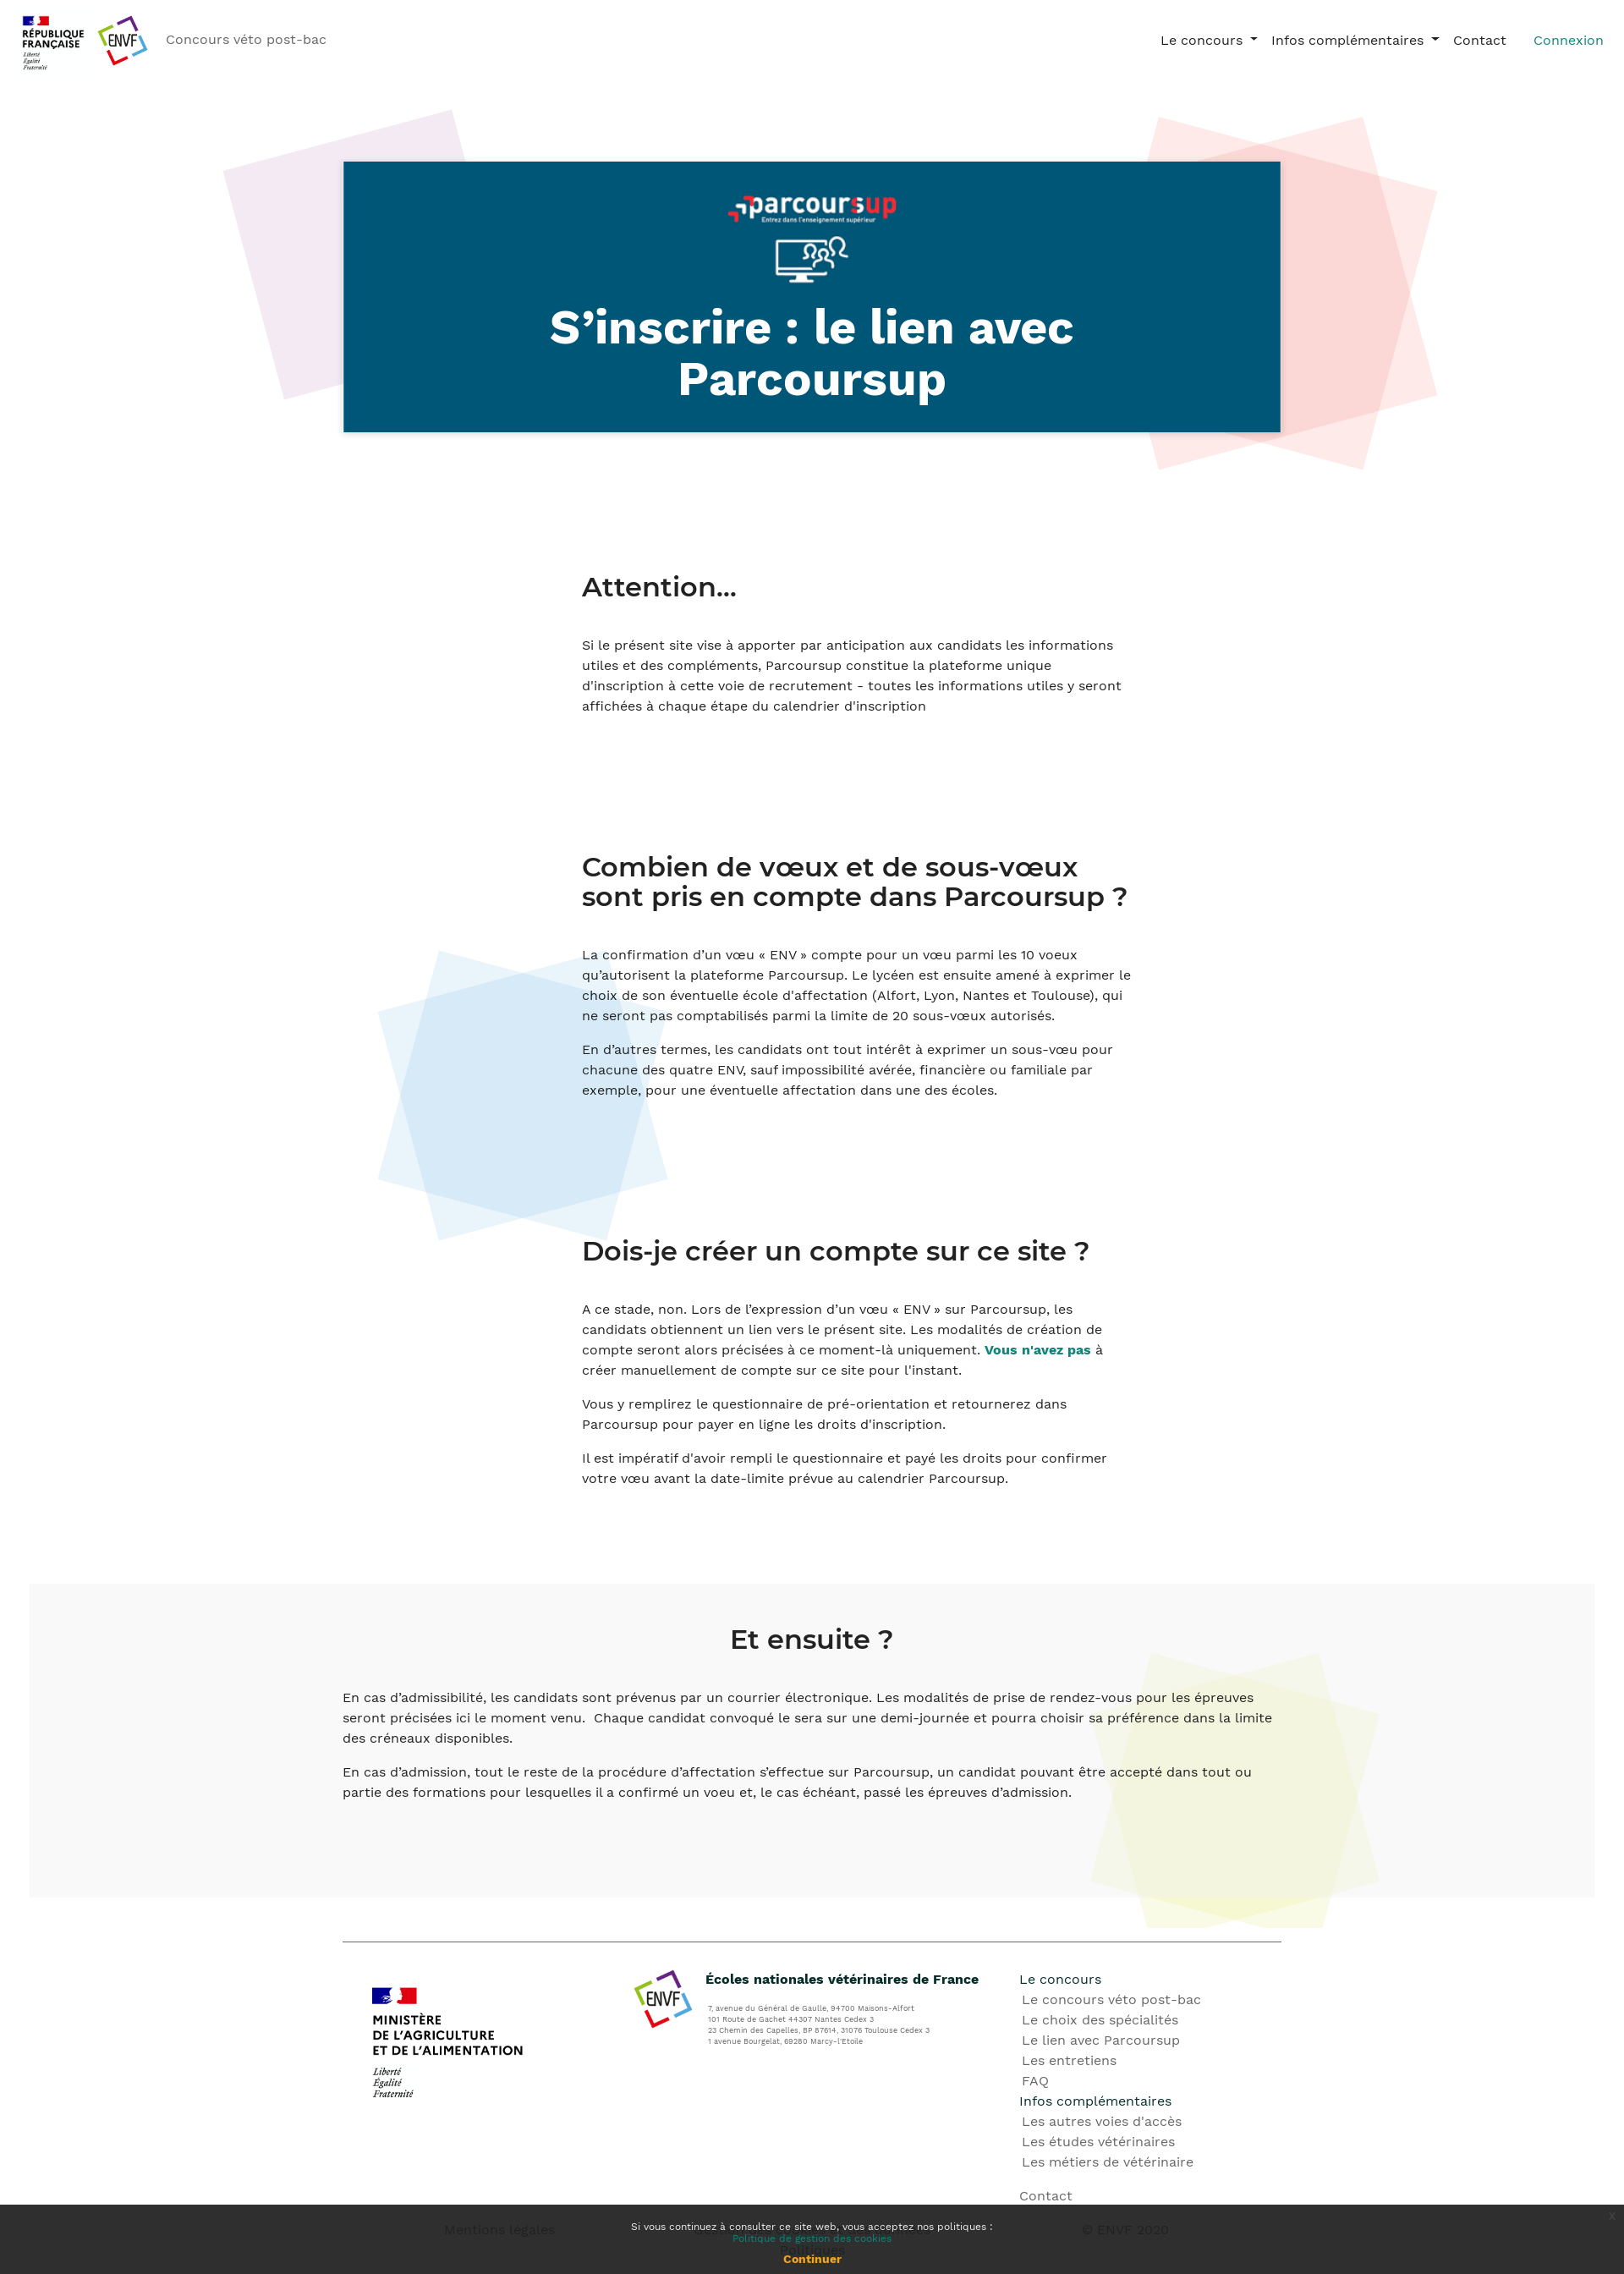 RÉPUBLIQUE
FRANÇAISE
Liberté
Égalité
Fraternité
ENVF
Concours véto post-bac
Le concours
Infos complémentaires
Contact
Connexion
parcoursup
Entrez dans l'enseignement supérieur
S’inscrire : le lien avec
Parcoursup
Attention...
Si le présent site vise à apporter par anticipation aux candidats les informations
utiles et des compléments, Parcoursup constitue la plateforme unique
d'inscription à cette voie de recrutement - toutes les informations utiles y seront
affichées à chaque étape du calendrier d'inscription
Combien de vœux et de sous-vœux
sont pris en compte dans Parcoursup ?
La confirmation d’un vœu « ENV » compte pour un vœu parmi les 10 voeux
qu’autorisent la plateforme Parcoursup. Le lycéen est ensuite amené à exprimer le
choix de son éventuelle école d'affectation (Alfort, Lyon, Nantes et Toulouse), qui
ne seront pas comptabilisés parmi la limite de 20 sous-vœux autorisés.
En d’autres termes, les candidats ont tout intérêt à exprimer un sous-vœu pour
chacune des quatre ENV, sauf impossibilité avérée, financière ou familiale par
exemple, pour une éventuelle affectation dans une des écoles.
Dois-je créer un compte sur ce site ?
A ce stade, non. Lors de l’expression d’un vœu « ENV » sur Parcoursup, les
candidats obtiennent un lien vers le présent site. Les modalités de création de
compte seront alors précisées à ce moment-là uniquement. Vous n'avez pas à
créer manuellement de compte sur ce site pour l'instant.
Vous y remplirez le questionnaire de pré-orientation et retournerez dans
Parcoursup pour payer en ligne les droits d'inscription.
Il est impératif d'avoir rempli le questionnaire et payé les droits pour confirmer
votre vœu avant la date-limite prévue au calendrier Parcoursup.
Et ensuite ?
En cas d’admissibilité, les candidats sont prévenus par un courrier électronique. Les modalités de prise de rendez-vous pour les épreuves
seront précisées ici le moment venu.  Chaque candidat convoqué le sera sur une demi-journée et pourra choisir sa préférence dans la limite
des créneaux disponibles.
En cas d’admission, tout le reste de la procédure d’affectation s’effectue sur Parcoursup, un candidat pouvant être accepté dans tout ou
partie des formations pour lesquelles il a confirmé un voeu et, le cas échéant, passé les épreuves d’admission.
MINISTÈRE
DE L’AGRICULTURE
ET DE L’ALIMENTATION
Liberté
Égalité
Fraternité
ENVF
Écoles nationales vétérinaires de France
7, avenue du Général de Gaulle, 94700 Maisons-Alfort
101 Route de Gachet 44307 Nantes Cedex 3
23 Chemin des Capelles, BP 87614, 31076 Toulouse Cedex 3
1 avenue Bourgelat, 69280 Marcy-l'Etoile
Le concours
Le concours véto post-bac
Le choix des spécialités
Le lien avec Parcoursup
Les entretiens
FAQ
Infos complémentaires
Les autres voies d'accès
Les études vétérinaires
Les métiers de vétérinaire
Contact
Si vous continuez à consulter ce site web, vous acceptez nos politiques :
Politique de gestion des cookies
Continuer
X
Mentions légales
Politiques
© ENVF 2020